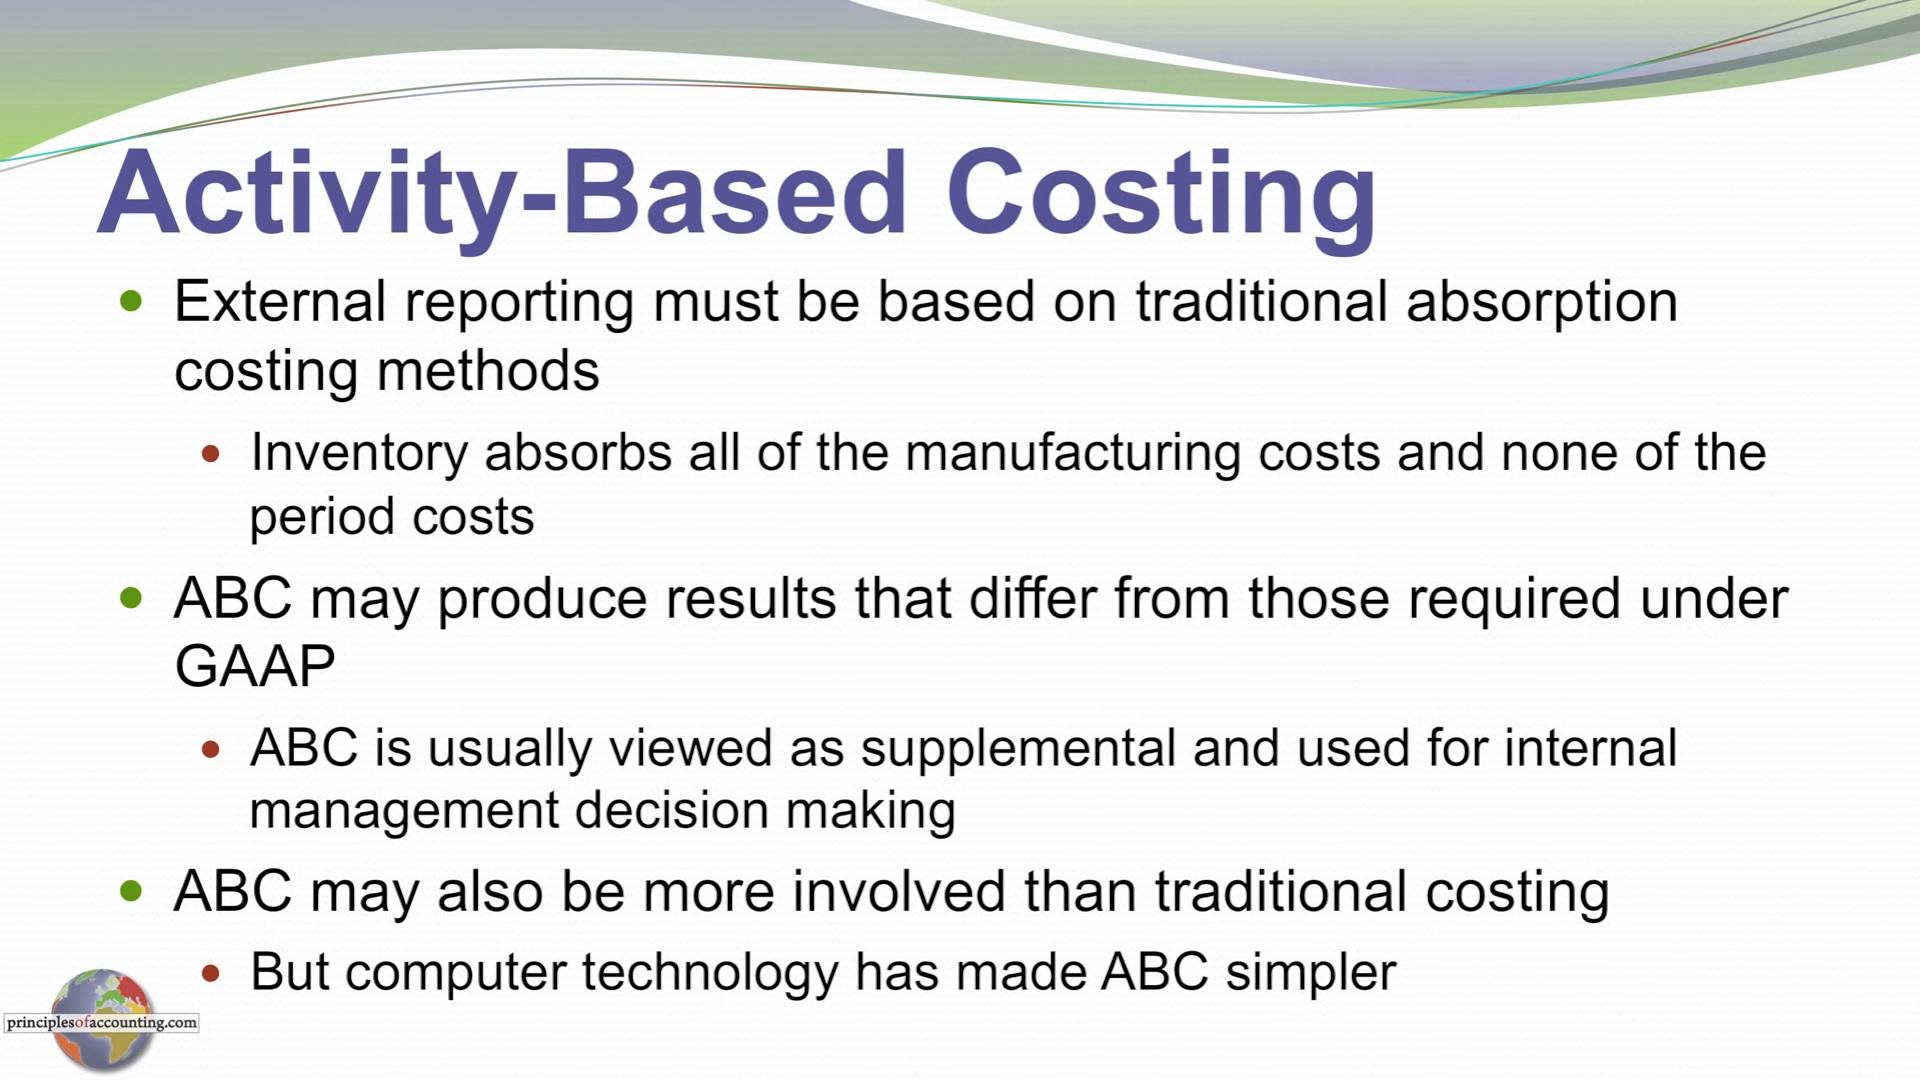 Activity-Based Costing
External reporting must be based on traditional absorption
costing methods
Inventory absorbs all of the manufacturing costs and none of the
period costs
ABC may produce results that differ from those required under
GAAP
ABC is usually viewed as supplemental and used for internal
management decision making
ABC may also be more involved than traditional costing
But computer technology has made ABC simpler
principlesofaccounting.com